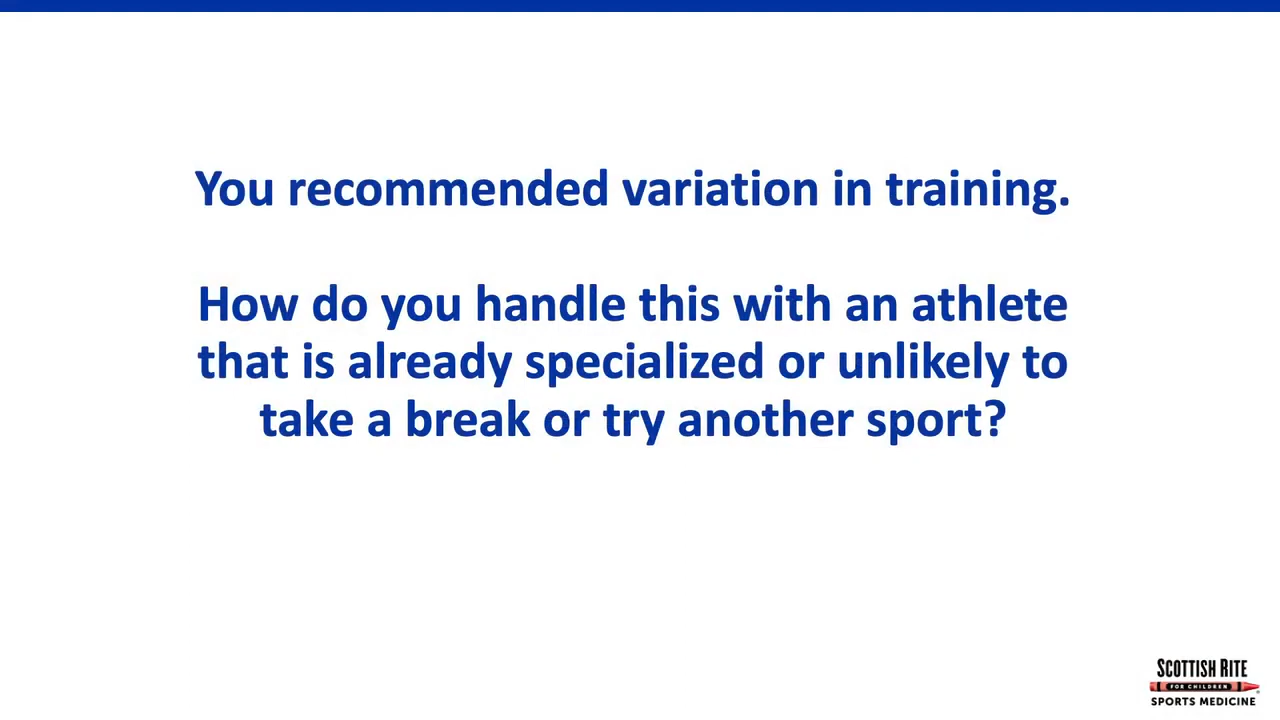 You recommended variation in training.
How do you handle this with an athlete
that is already specialized or unlikely to
take a break or try another sport?
SCOTTISH RITE
FOR CHILDREN
SPORTS MEDICINE